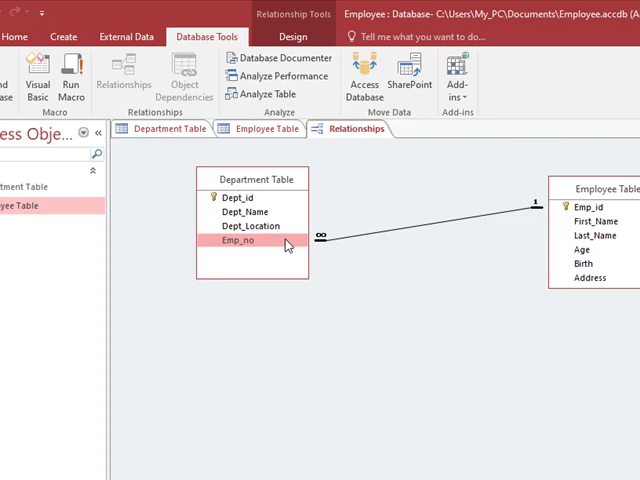 Relationship Tools
Employee : Database- C:\Users\My_PC\Documents\Employee.accdb (A
Home Create External Data Database Tools Design Tell me what you want to do...
nd
ase
Visual
Basic
Run
Macro
Relationships
Object
Dependencies
Database Documenter
Analyze Performance
Analyze Table
Access
Database
SharePoint
Add-
ins
Macro Relationships Analyze Move Data Add-ins
ess Obje...
Department Table Employee Table Relationships
tment Table
yee Table
Department Table
Dept_id
Dept_Name
Dept_Location
Emp_no
∞
1
Employee Table
Emp_id
First_Name
Last_Name
Age
Birth
Address